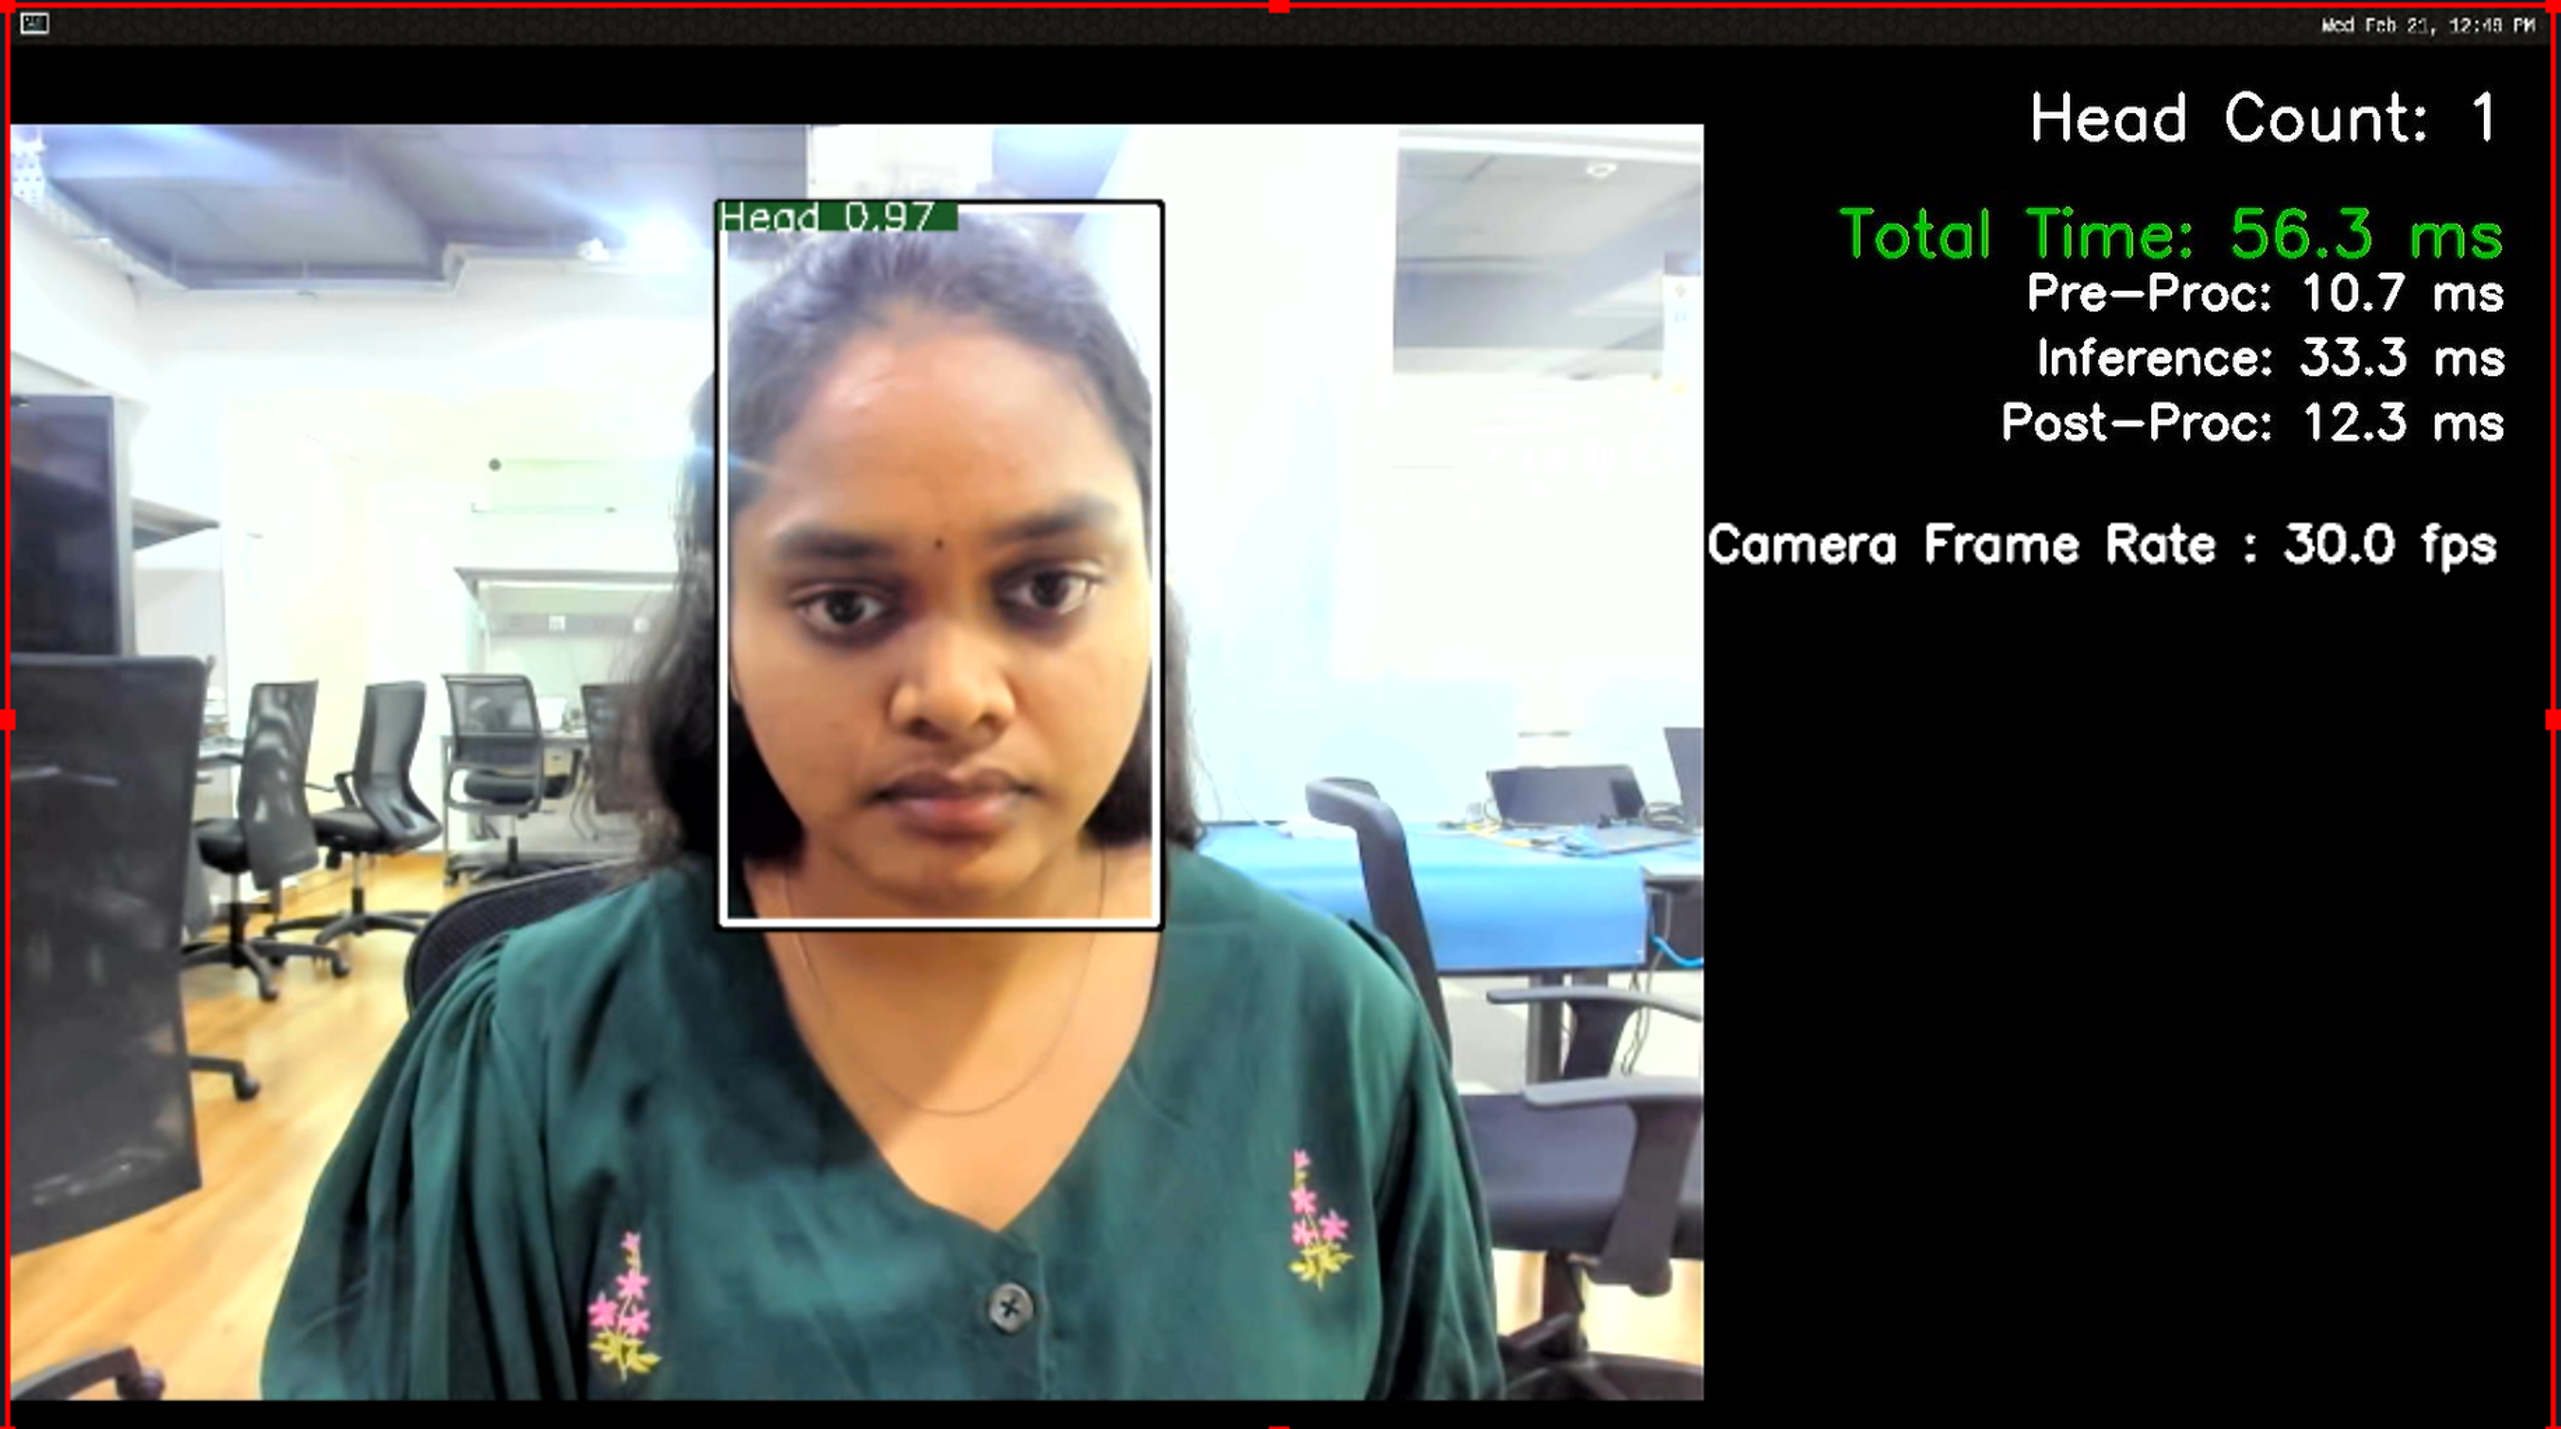 Wed Feb 21, 12:49 PM
Head Count: 1
Total Time: 56.3 ms
Pre-Proc: 10.7 ms
Inference: 33.3 ms
Post-Proc: 12.3 ms
Camera Frame Rate : 30.0 fps
Head 0.97